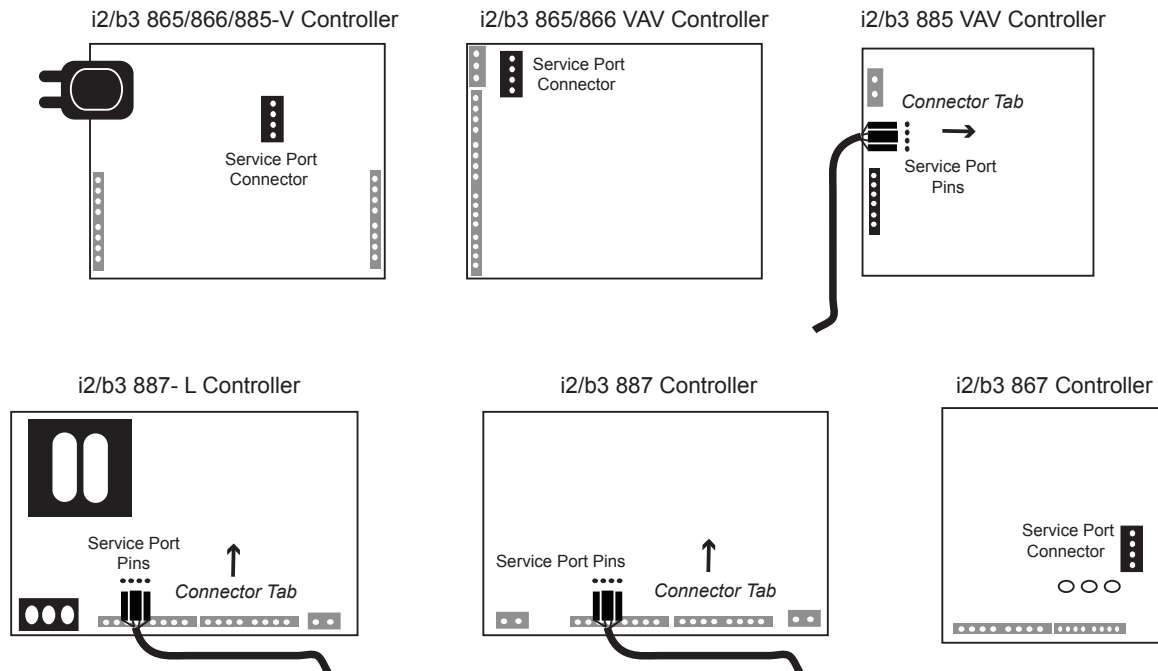 i2/b3 865/866/885-V Controller
Service Port
Connector
i2/b3 865/866 VAV Controller
Service Port
Connector
i2/b3 885 VAV Controller
Connector Tab
Service Port
Pins
i2/b3 887- L Controller
Service Port
Pins
Connector Tab
i2/b3 887 Controller
Service Port Pins
Connector Tab
i2/b3 867 Controller
Service Port
Connector